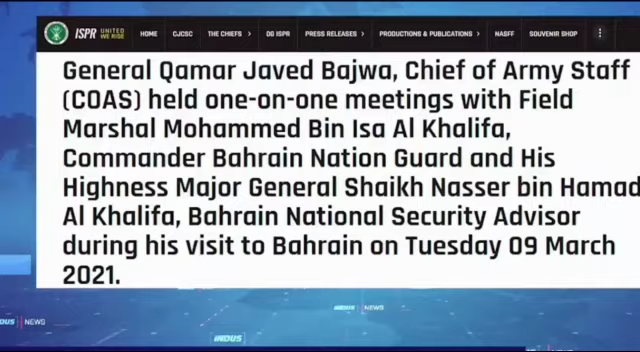 ISPR UNITED WE RISE HOME CJCSC THE CHIEFS DG ISPR PRESS RELEASES PRODUCTIONS & PUBLICATIONS NASFF SOUVENIR SHOP
General Qamar Javed Bajwa, Chief of Army Staff
(COAS) held one-on-one meetings with Field
Marshal Mohammed Bin Isa Al Khalifa,
Commander Bahrain Nation Guard and His
Highness Major General Shaikh Nasser bin Hamad
Al Khalifa, Bahrain National Security Advisor
during his visit to Bahrain on Tuesday 09 March
2021.
INDUS NEWS
DUS NEWS
INDUS